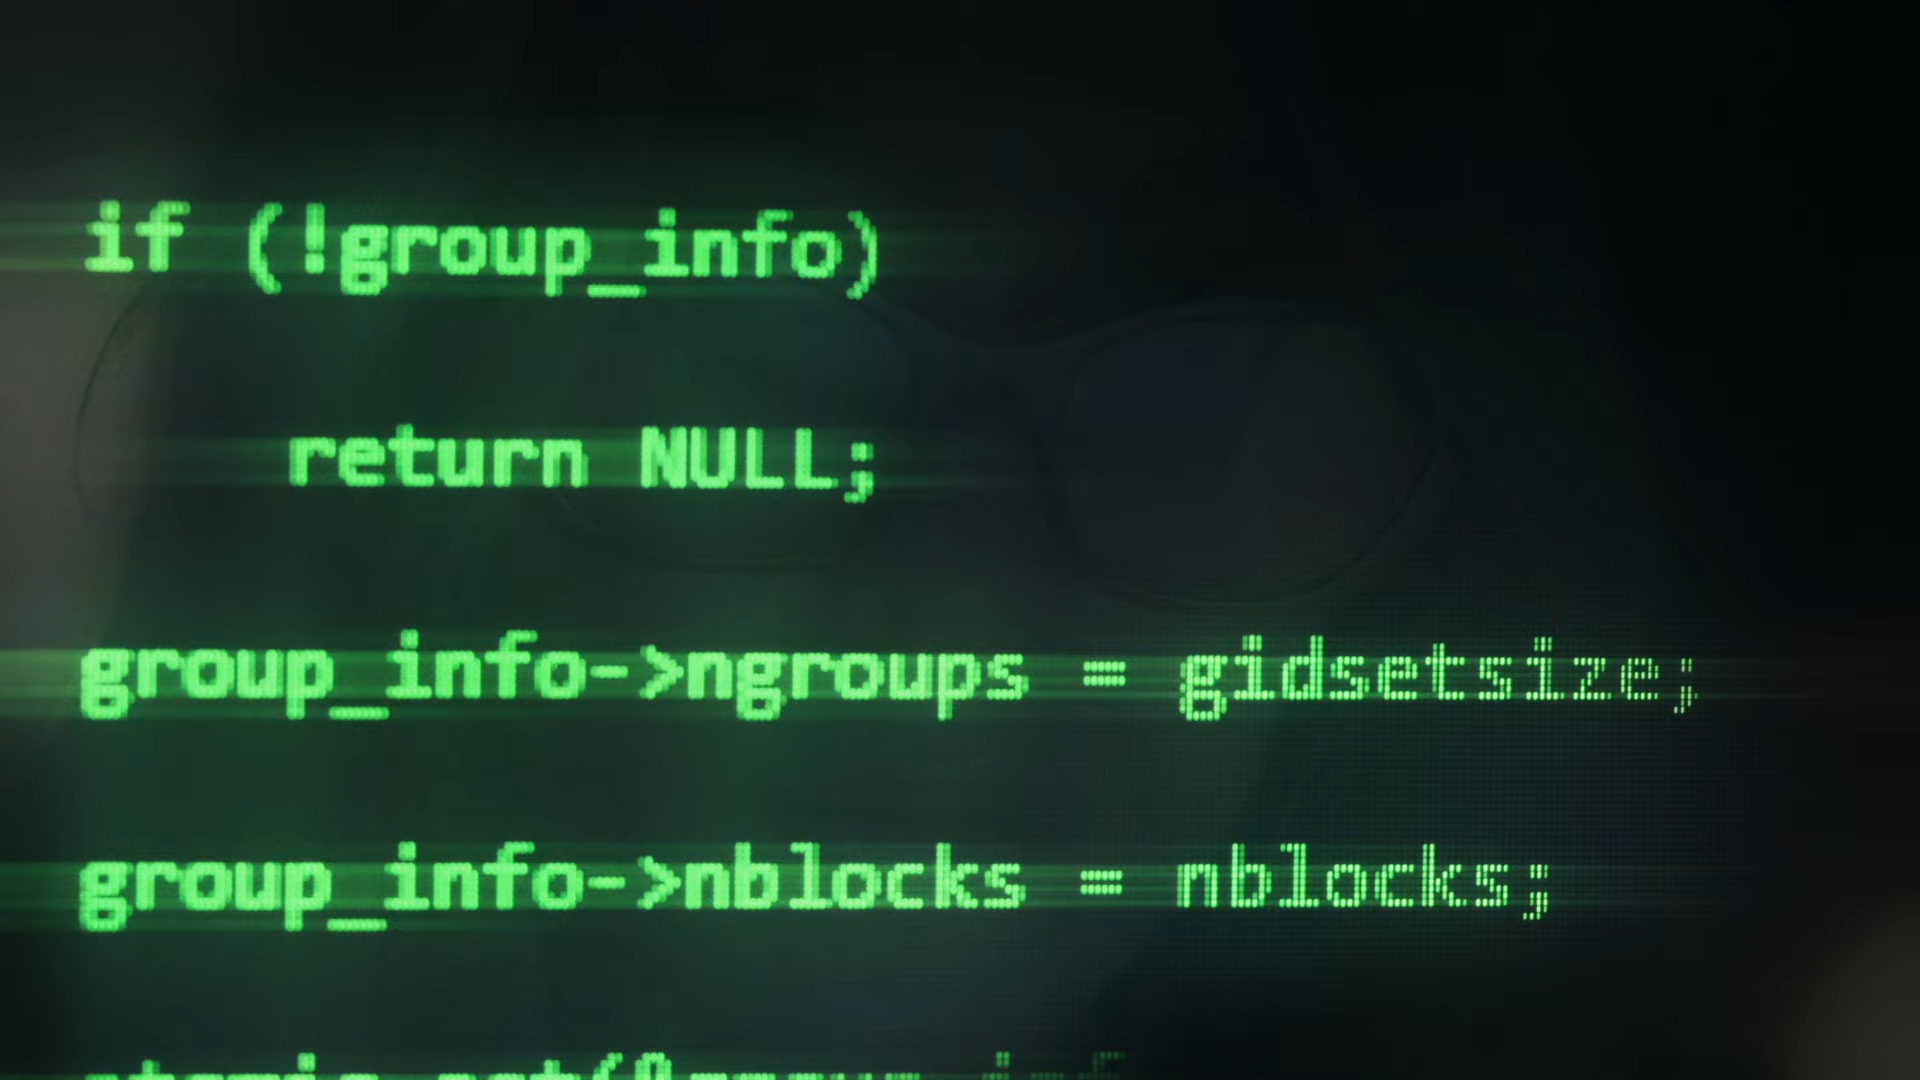 if (!group_info)
return NULL;
group_info->ngroups = gidsetsize;
group_info->nblocks = nblocks;